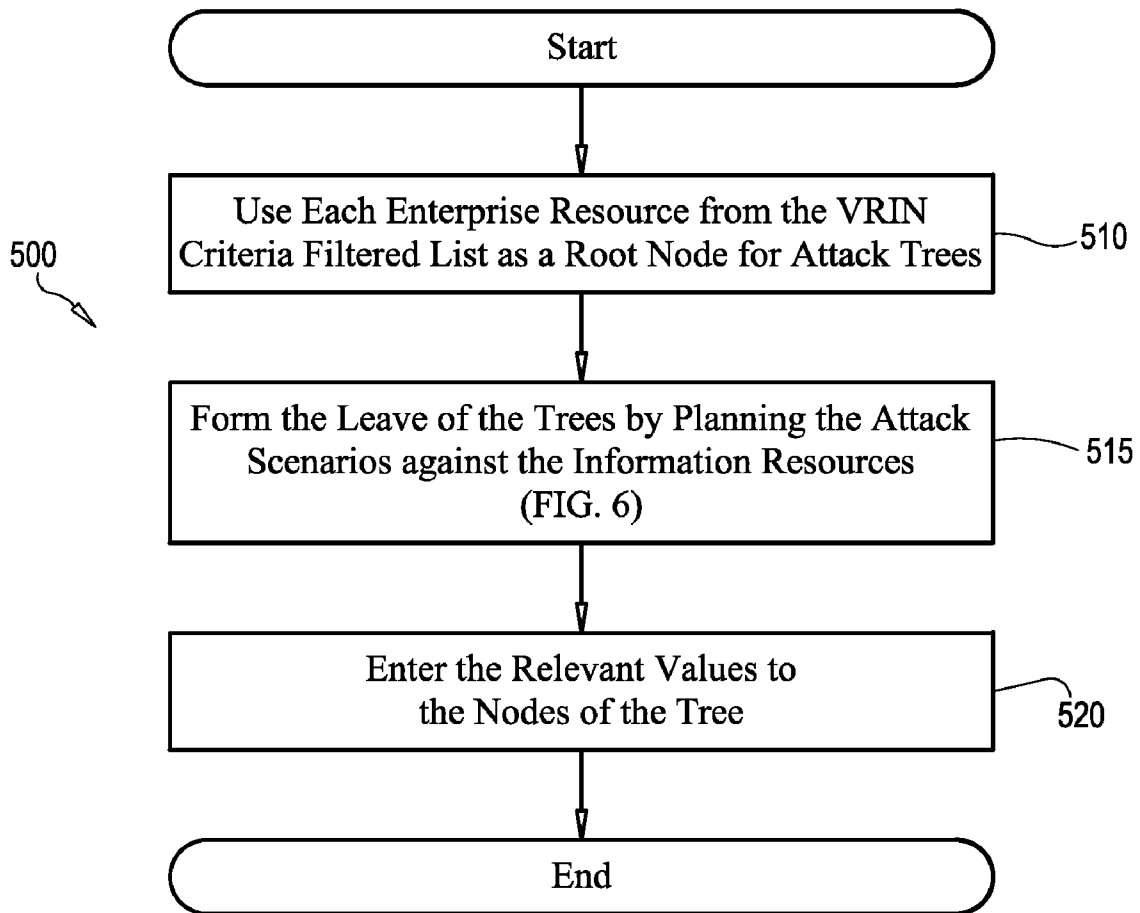 Start
Use Each Enterprise Resource from the VRIN
Criteria Filtered List as a Root Node for Attack Trees
510
500
Form the Leave of the Trees by Planning the Attack
Scenarios against the Information Resources
(FIG. 6)
515
Enter the Relevant Values to
the Nodes of the Tree
520
End